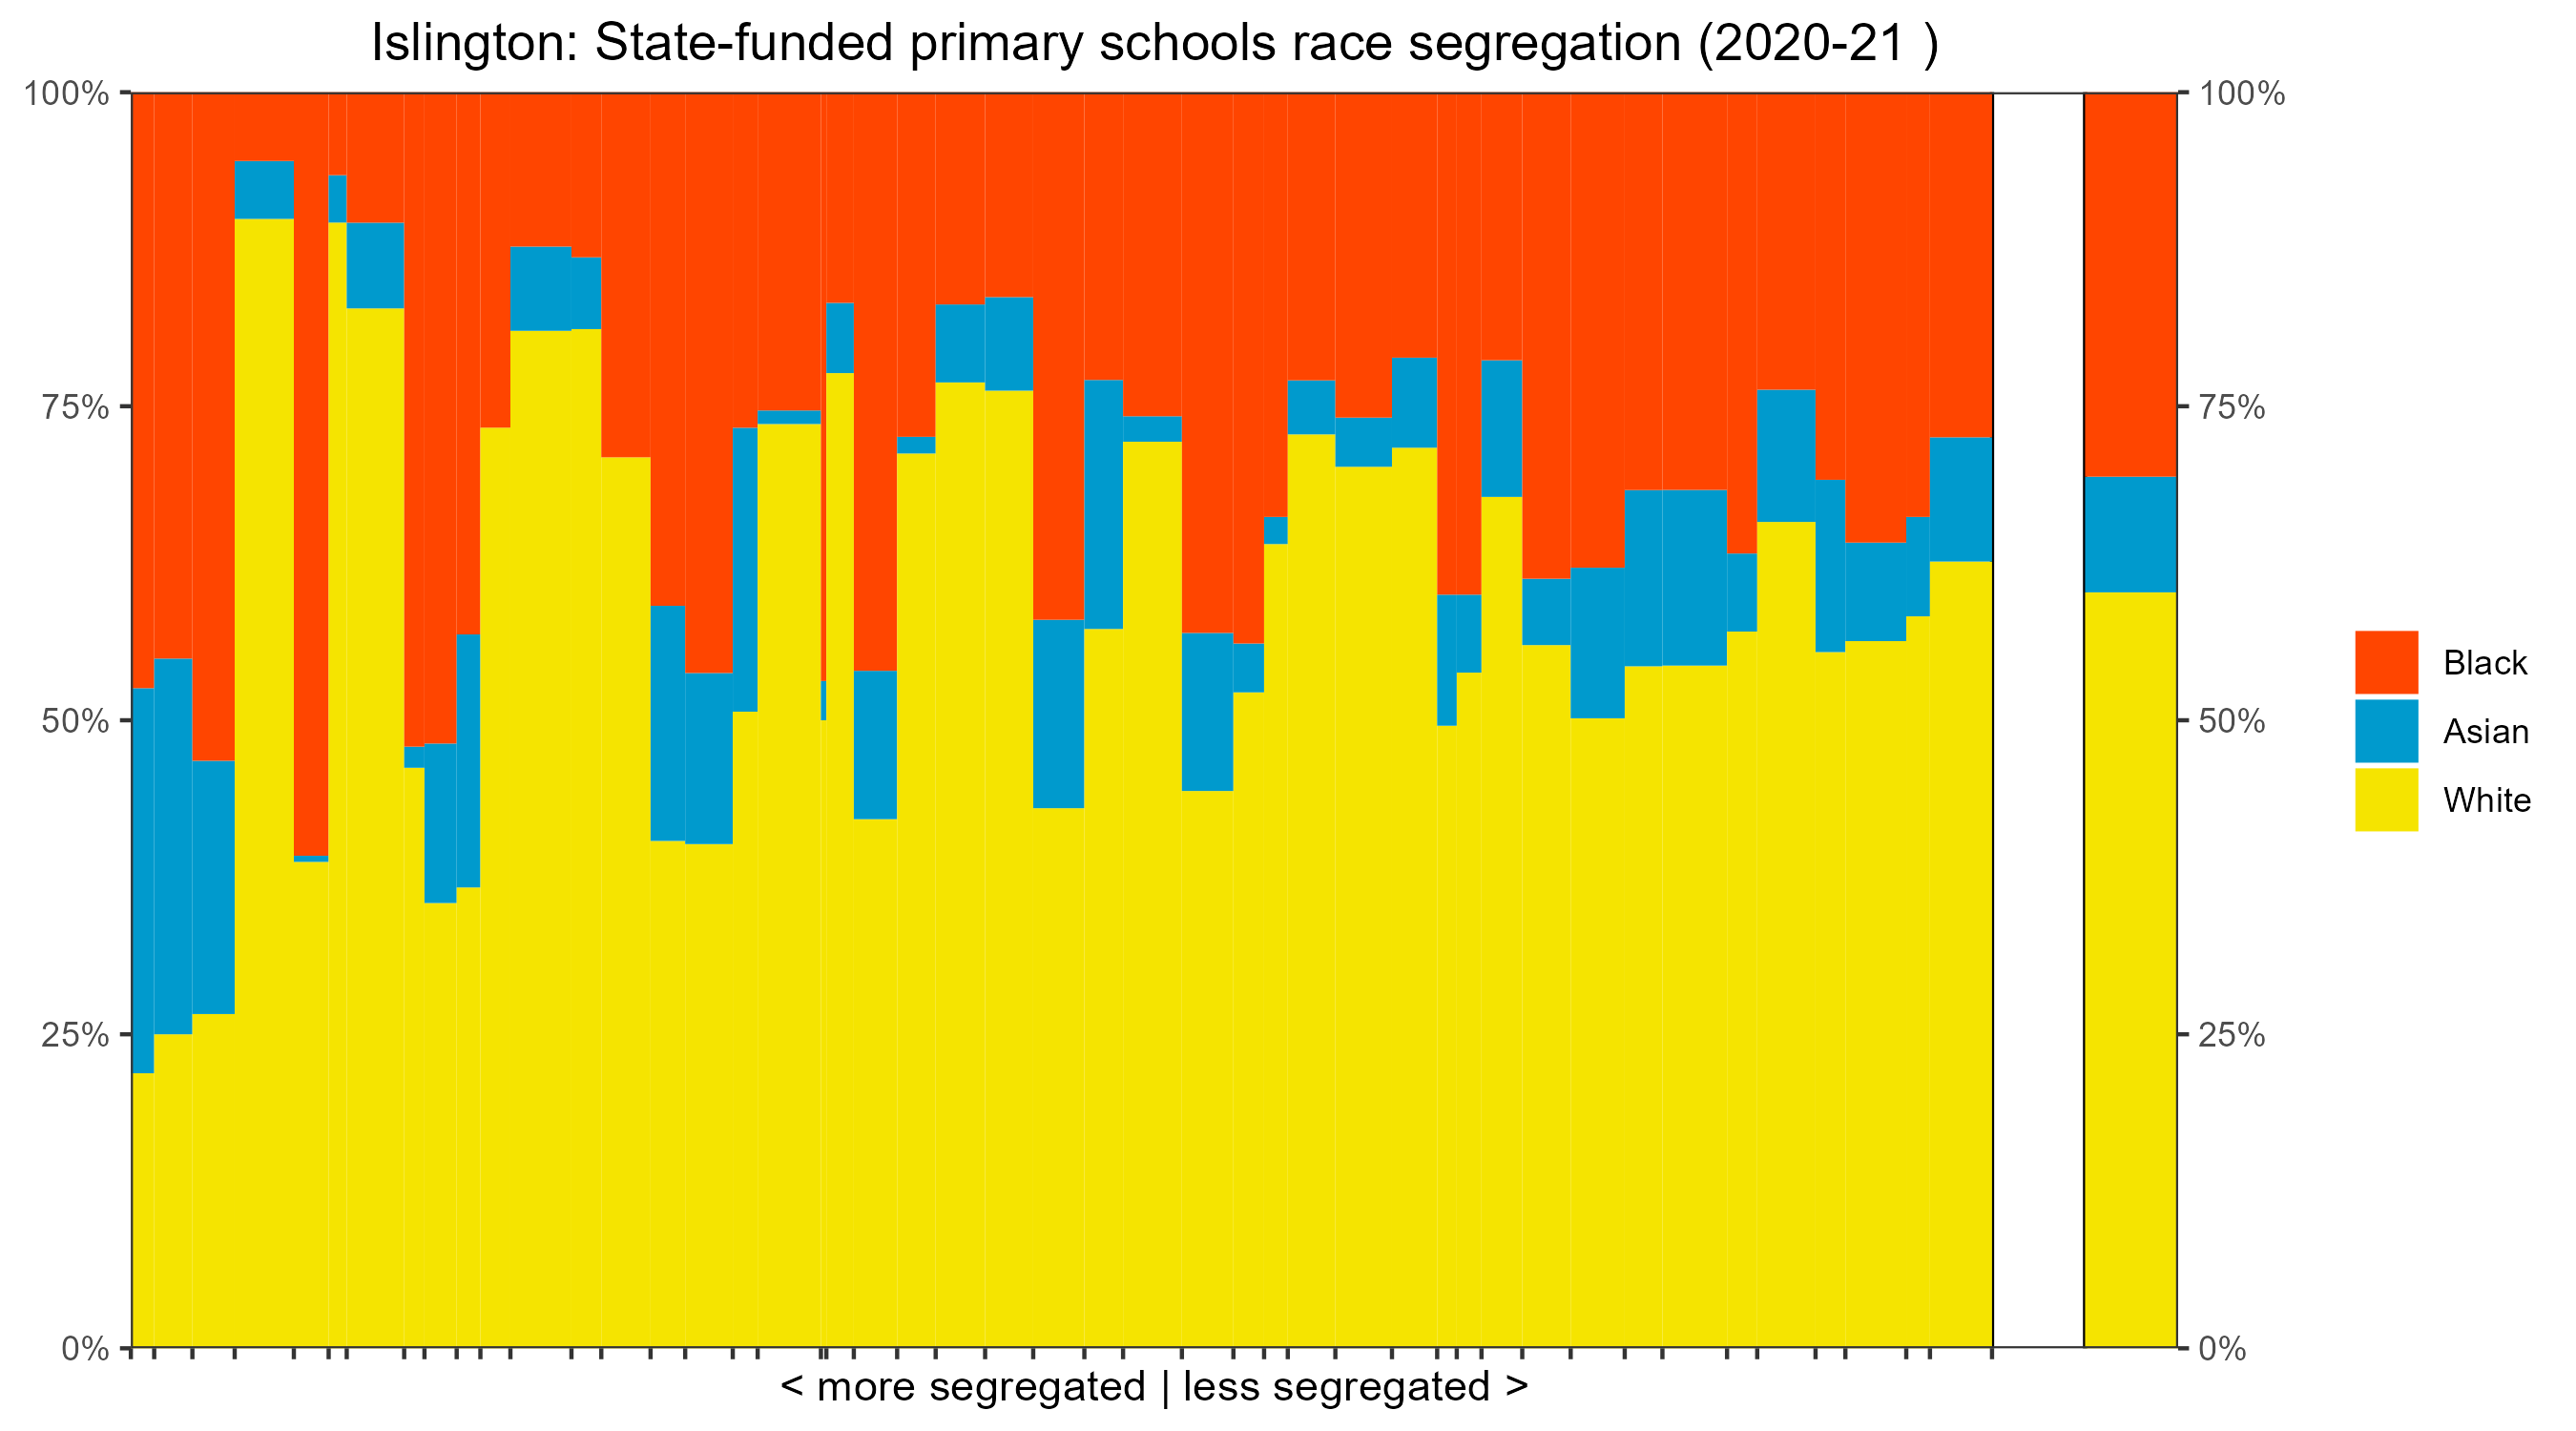 Islington: State-funded primary schools race segregation (2020-21 )
100%
75%
50%
25%
0%
100%
75%
50%
25%
0%
Black
Asian
White
< more segregated | less segregated >